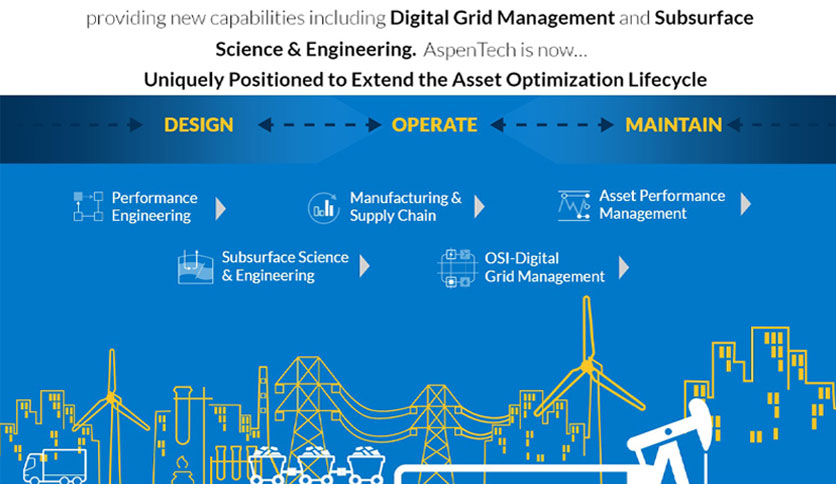 providing new capabilities including Digital Grid Management and Subsurface
Science & Engineering. AspenTech is now...
Uniquely Positioned to Extend the Asset Optimization Lifecycle
DESIGN OPERATE MAINTAIN
Performance
Engineering
Manufacturing &
Supply Chain
Asset Performance
Management
Subsurface Science
& Engineering
OSI-Digital
Grid Management